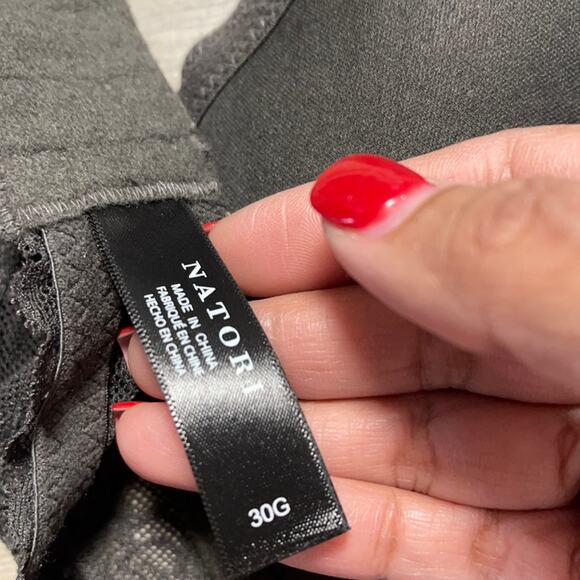 NATORI
MADE IN CHINA
FABRIQUÉ EN CHINE
HECHO EN CHINA
30G